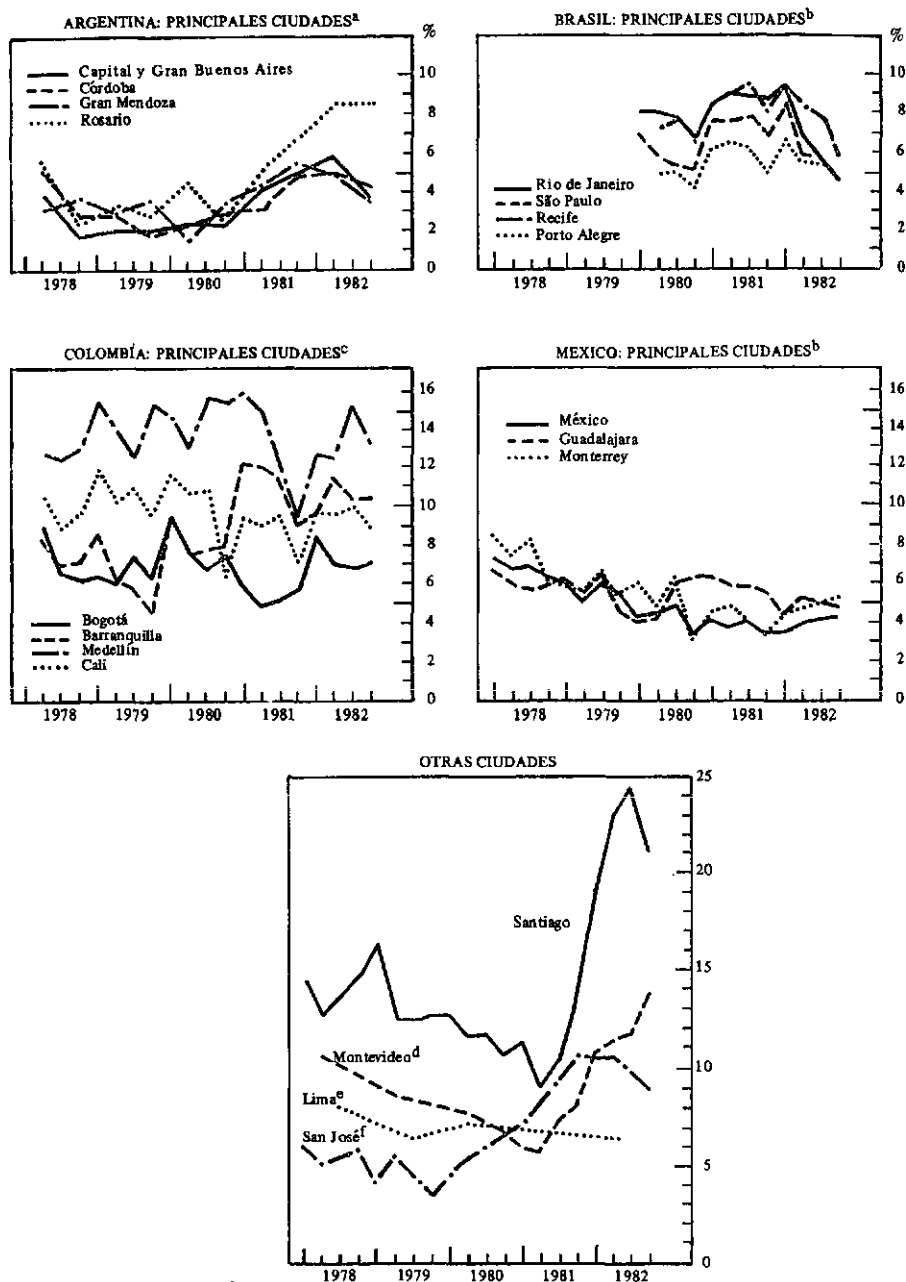 ARGENTINA: PRINCIPALES CIUDADESª
%
Capital y Gran Buenos Aires
Córdoba
Gran Mendoza
Rosario
10
8
6
4
2
0
1978 1979 1980 1981 1982
BRASIL: PRINCIPALES CIUDADESᵇ
%
10
8
6
4
2
0
Rio de Janeiro
São Paulo
Recife
Porto Alegre
1978 1979 1980 1981 1982
COLOMBÍA: PRINCIPALES CIUDADESᶜ
16
14
12
10
8
6
4
2
0
Bogotá
Barranquilla
Medellín
Cali
1978 1979 1980 1981 1982
MEXICO: PRINCIPALES CIUDADESᵇ
México
Guadalajara
Monterrey
16
14
12
10
8
6
4
2
0
1978 1979 1980 1981 1982
OTRAS CIUDADES
25
20
15
10
5
0
Santiago
Montevideoᵈ
Limaᵉ
San Joséᶠ
1978 1979 1980 1981 1982